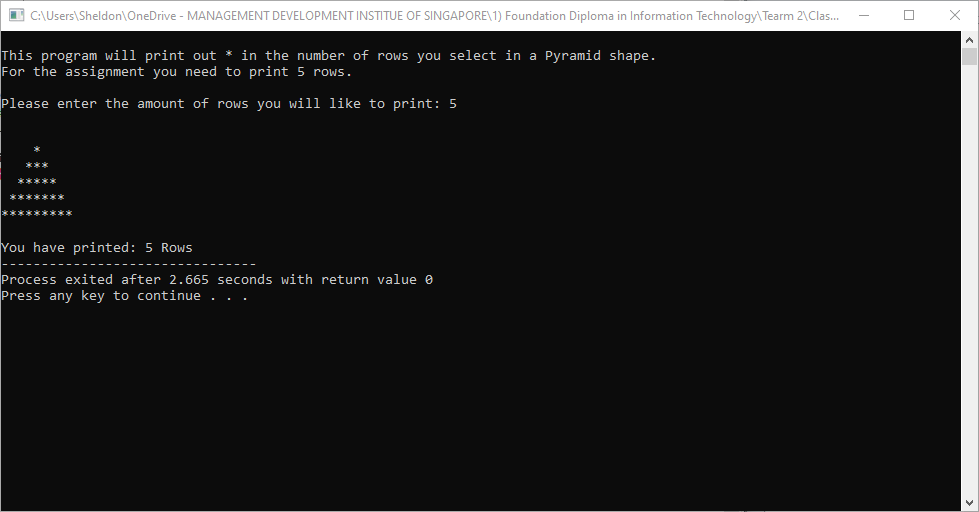 C:\Users\Sheldon\OneDrive - MANAGEMENT DEVELOPMENT INSTITUE OF SINGAPORE\1) Foundation Diploma in Information Technology\Tearm 2\Clas...
This program will print out * in the number of rows you select in a Pyramid shape.
For the assignment you need to print 5 rows.
Please enter the amount of rows you will like to print: 5
    *
   ***
  *****
 *******
*********
You have printed: 5 Rows
--------------------------------
Process exited after 2.665 seconds with return value 0
Press any key to continue . . .